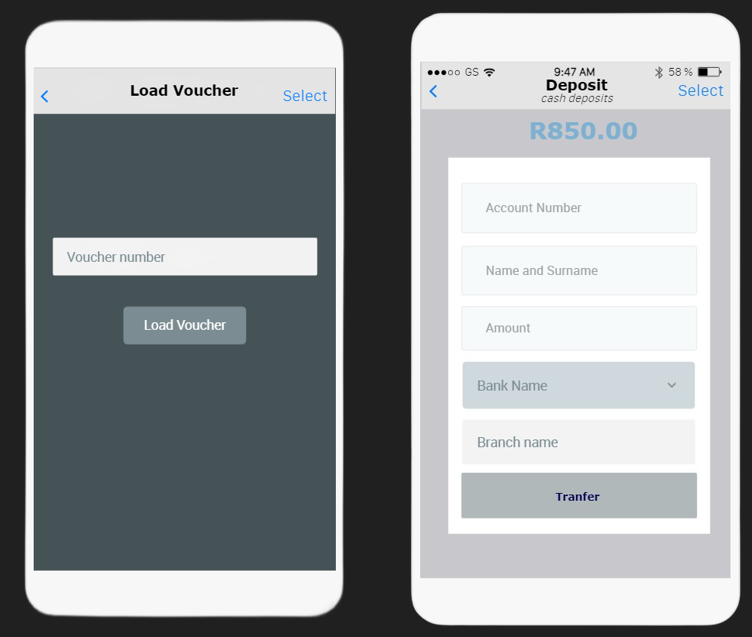 Load Voucher
Select
Voucher number
Load Voucher
GS 9:47 AM 58 %
Deposit
cash deposits
Select
R850.00
Account Number
Name and Surname
Amount
Bank Name
Branch name
Tranfer